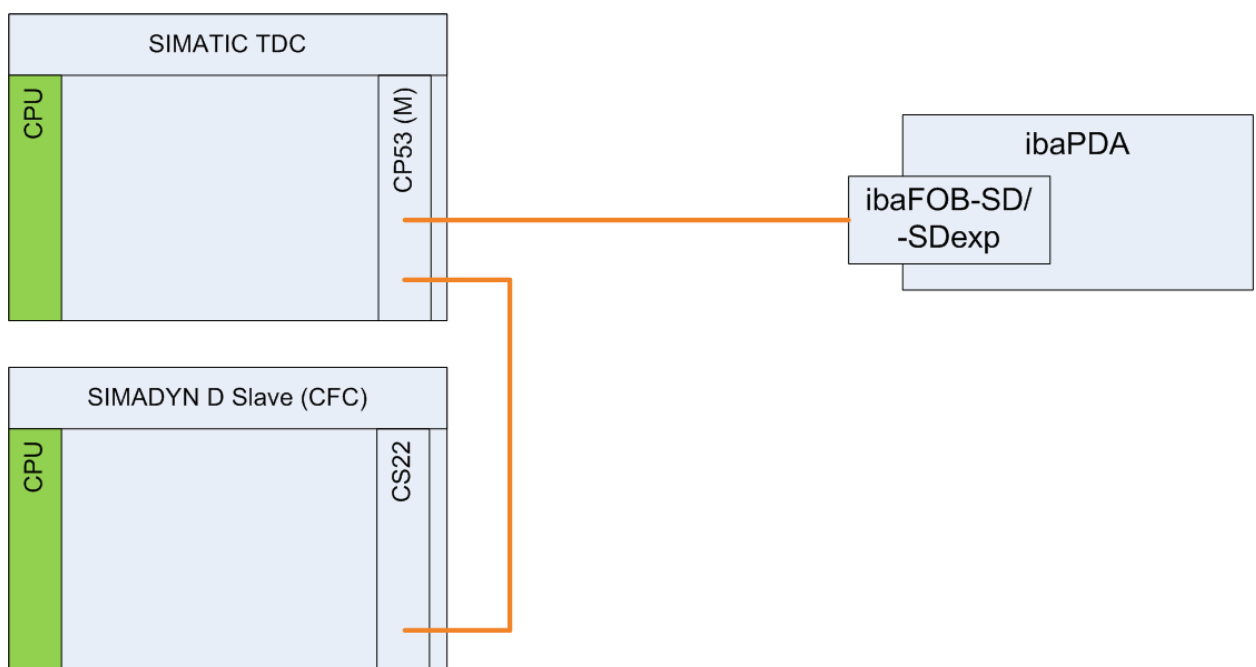 SIMATIC TDC
CPU
CP53 (M)
ibaPDA
ibaFOB-SD/
-SDexp
SIMADYN D Slave (CFC)
CPU
CS22